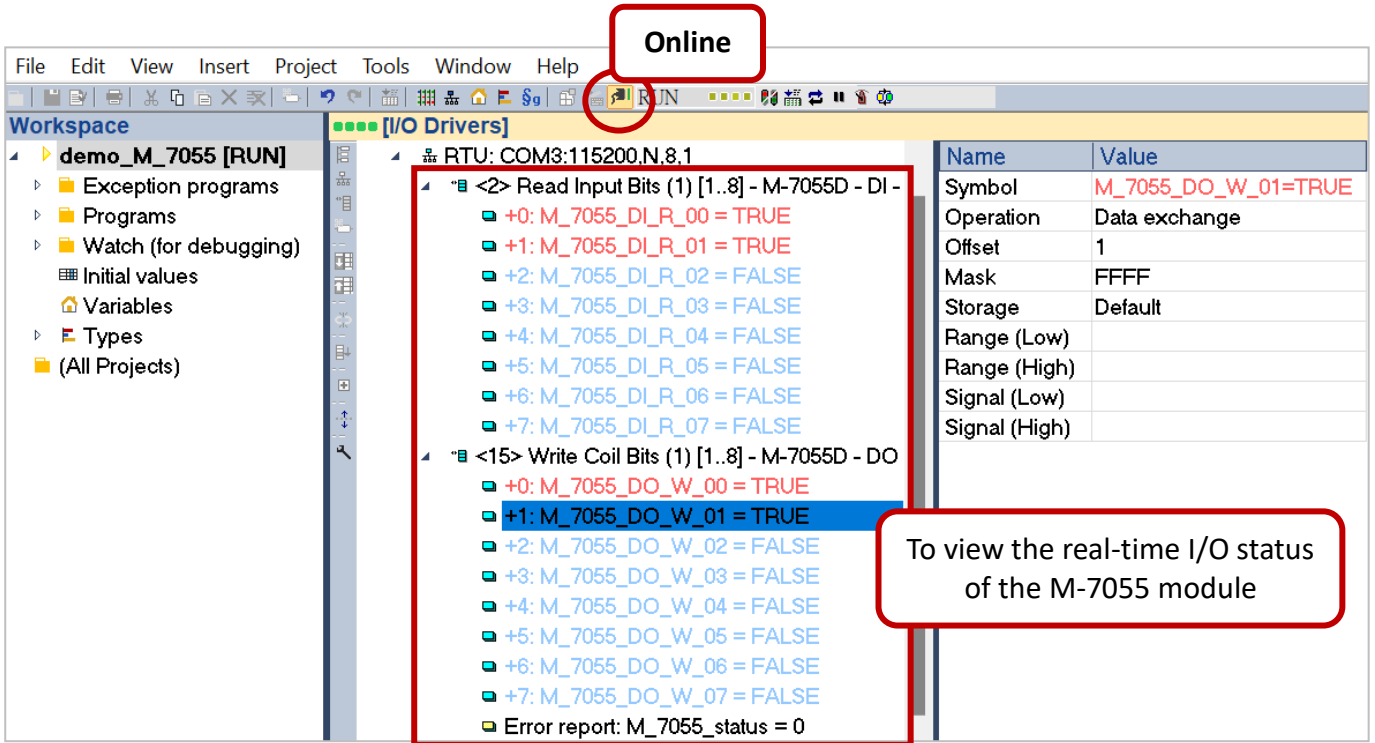 Online
File Edit View Insert Project Tools Window Help
RUN
Workspace
[I/O Drivers]
demo_M_7055 [RUN]
Exception programs
Programs
Watch (for debugging)
Initial values
Variables
Types
(All Projects)
RTU: COM3:115200,N,8,1
<2> Read Input Bits (1) [1..8] - M-7055D - DI -
+0: M_7055_DI_R_00 = TRUE
+1: M_7055_DI_R_01 = TRUE
+2: M_7055_DI_R_02 = FALSE
+3: M_7055_DI_R_03 = FALSE
+4: M_7055_DI_R_04 = FALSE
+5: M_7055_DI_R_05 = FALSE
+6: M_7055_DI_R_06 = FALSE
+7: M_7055_DI_R_07 = FALSE
<15> Write Coil Bits (1) [1..8] - M-7055D - DO
+0: M_7055_DO_W_00 = TRUE
+1: M_7055_DO_W_01 = TRUE
+2: M_7055_DO_W_02 = FALSE
+3: M_7055_DO_W_03 = FALSE
+4: M_7055_DO_W_04 = FALSE
+5: M_7055_DO_W_05 = FALSE
+6: M_7055_DO_W_06 = FALSE
+7: M_7055_DO_W_07 = FALSE
Error report: M_7055_status = 0
Name Value
Symbol M_7055_DO_W_01=TRUE
Operation Data exchange
Offset 1
Mask FFFF
Storage Default
Range (Low)
Range (High)
Signal (Low)
Signal (High)
To view the real-time I/O status
of the M-7055 module